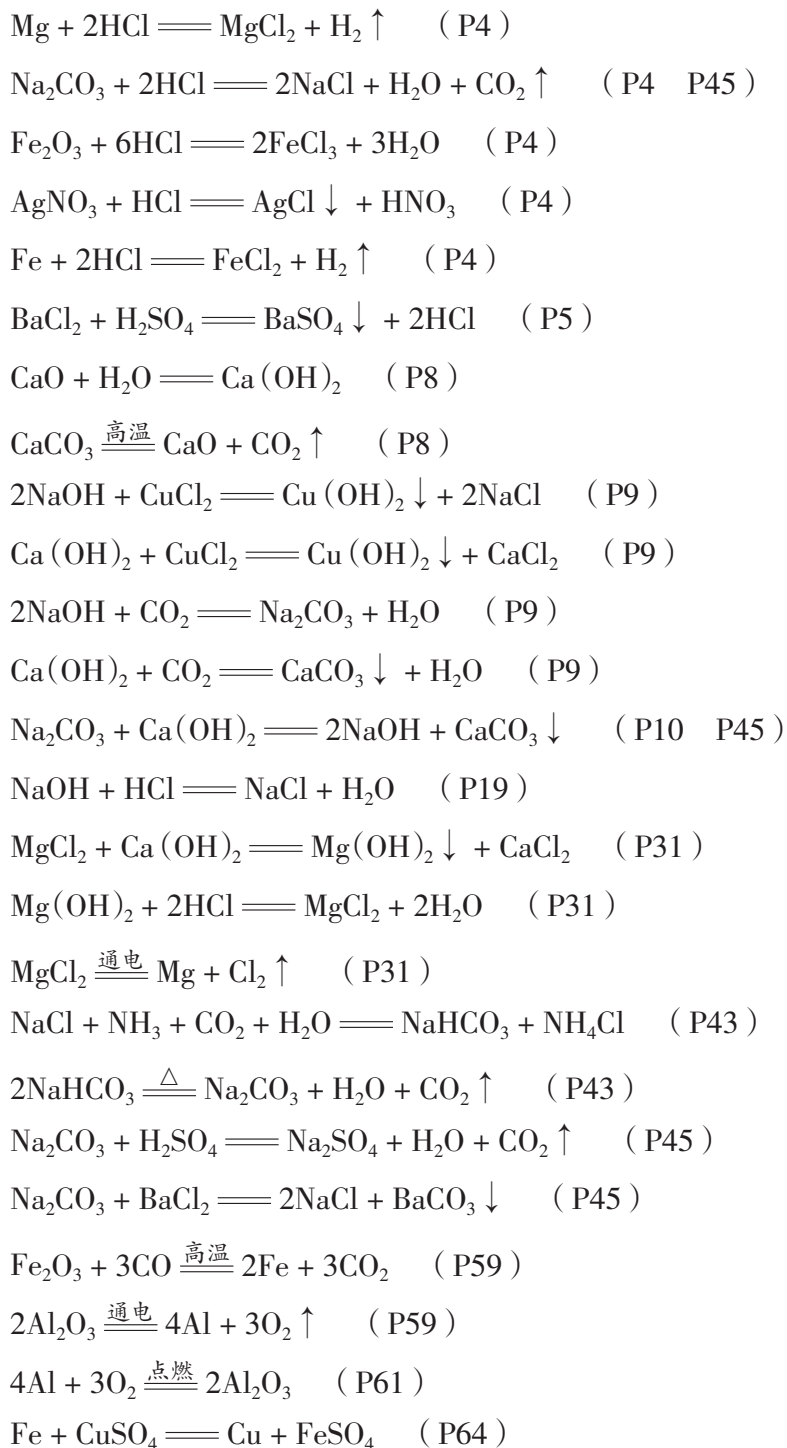 Mg + 2HCl ═══ MgCl₂ + H₂↑ （P4）
Na₂CO₃ + 2HCl ═══ 2NaCl + H₂O + CO₂↑ （P4 P45）
Fe₂O₃ + 6HCl ═══ 2FeCl₃ + 3H₂O （P4）
AgNO₃ + HCl ═══ AgCl↓ + HNO₃ （P4）
Fe + 2HCl ═══ FeCl₂ + H₂↑ （P4）
BaCl₂ + H₂SO₄ ═══ BaSO₄↓ + 2HCl （P5）
CaO + H₂O ═══ Ca(OH)₂ （P8）
CaCO₃ ═高温═ CaO + CO₂↑ （P8）
2NaOH + CuCl₂ ═══ Cu(OH)₂↓ + 2NaCl （P9）
Ca(OH)₂ + CuCl₂ ═══ Cu(OH)₂↓ + CaCl₂ （P9）
2NaOH + CO₂ ═══ Na₂CO₃ + H₂O （P9）
Ca(OH)₂ + CO₂ ═══ CaCO₃↓ + H₂O （P9）
Na₂CO₃ + Ca(OH)₂ ═══ 2NaOH + CaCO₃↓ （P10 P45）
NaOH + HCl ═══ NaCl + H₂O （P19）
MgCl₂ + Ca(OH)₂ ═══ Mg(OH)₂↓ + CaCl₂ （P31）
Mg(OH)₂ + 2HCl ═══ MgCl₂ + 2H₂O （P31）
MgCl₂ ═通电═ Mg + Cl₂↑ （P31）
NaCl + NH₃ + CO₂ + H₂O ═══ NaHCO₃ + NH₄Cl （P43）
2NaHCO₃ ═△═ Na₂CO₃ + H₂O + CO₂↑ （P43）
Na₂CO₃ + H₂SO₄ ═══ Na₂SO₄ + H₂O + CO₂↑ （P45）
Na₂CO₃ + BaCl₂ ═══ 2NaCl + BaCO₃↓ （P45）
Fe₂O₃ + 3CO ═高温═ 2Fe + 3CO₂ （P59）
2Al₂O₃ ═通电═ 4Al + 3O₂↑ （P59）
4Al + 3O₂ ═点燃═ 2Al₂O₃ （P61）
Fe + CuSO₄ ═══ Cu + FeSO₄ （P64）